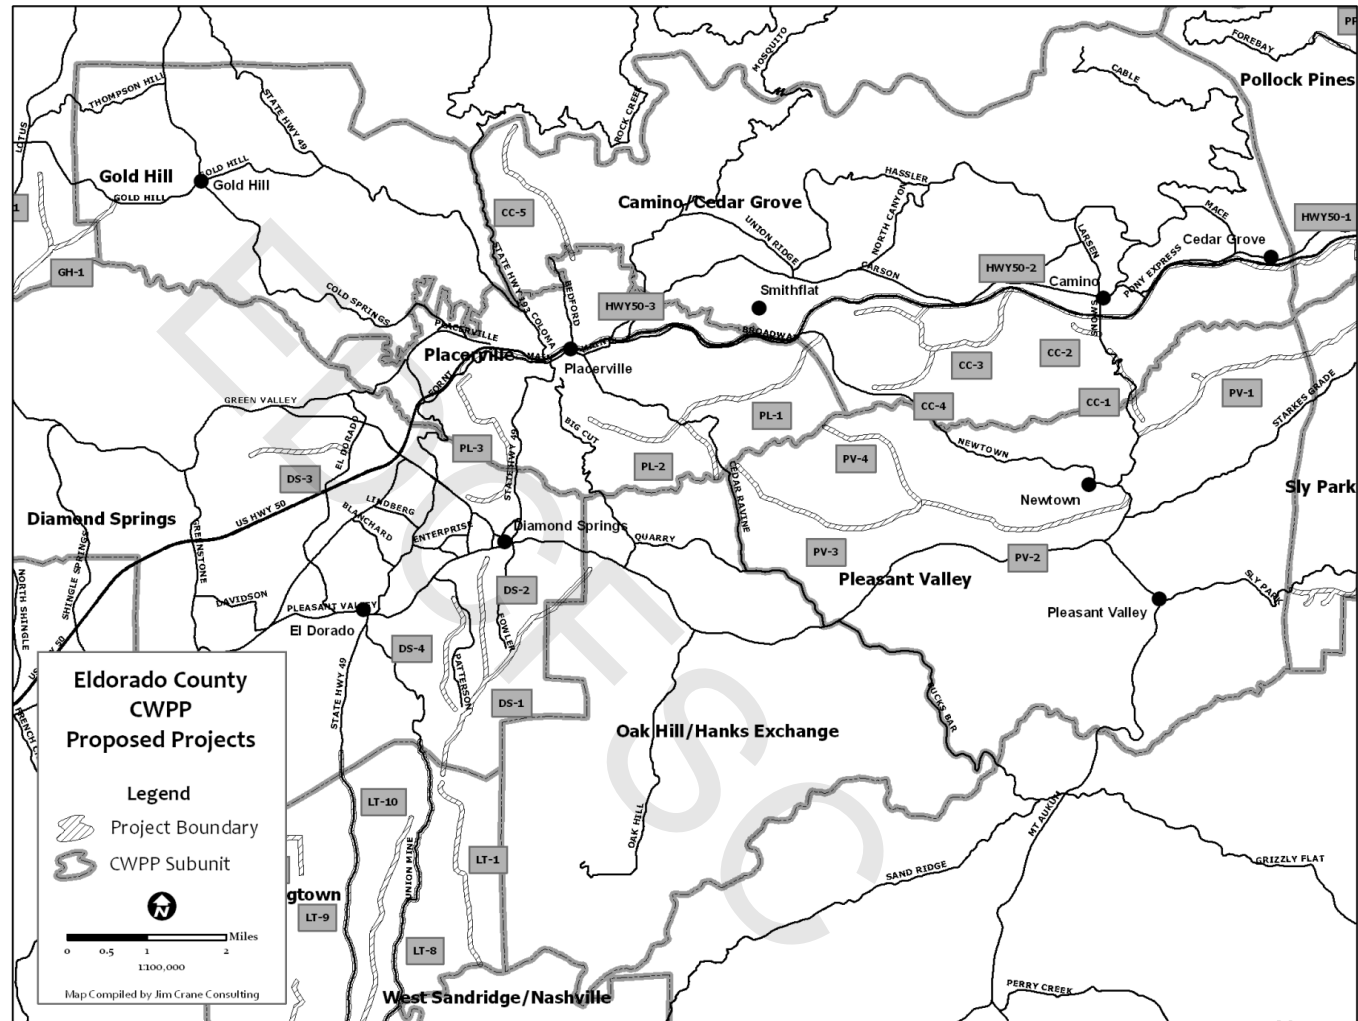 MOSQUITO
FOREBAY
Pollock Pines
CABLE
THOMPSON HILL
STATE HWY 49
ROCK CREEK
LOTUS
Gold Hill
GOLD HILL
Gold Hill
GOLD HILL
HASSLER
CC-5
Camino/Cedar Grove
NORTH CANYON
MACE
HWY50-1
UNION RIDGE
LARSEN
Cedar Grove
GH-1
STATE HWY 193
CARSON
HWY50-2
Camino
PONY EXPRESS
COLD SPRINGS
BEDFORD
Smithflat
HWY50-3
COLOMA
SNOWS
PLACERVILLE
BROADWAY
Placerville
MAIN
Placerville
CC-2
CC-3
FORNI
PV-1
STARKES GRADE
GREEN VALLEY
CC-1
CC-4
PL-1
BIG CUT
EL DORADO
PL-3
STATE HWY 49
NEWTOWN
PV-4
PL-2
DS-3
CEDAR RAVINE
Sly Park
Newtown
LINDBERG
US HWY 50
BLANCHARD
Diamond Springs
Diamond Springs
ENTERPRISE
GREENSTONE
SHINGLE SPRINGS
QUARRY
PV-3
PV-2
Pleasant Valley
NORTH SHINGLE
DS-2
SLY PARK
DAVIDSON
PLEASANT VALLEY
Pleasant Valley
El Dorado
FOWLER
DS-4
PATTERSON
STATE HWY 49
DS-1
BUCKS BAR
Oak Hill/Hanks Exchange
Eldorado County
CWPP
Proposed Projects
Legend
Project Boundary
CWPP Subunit
N
0 0.5 1 2 Miles
1:100,000
Map Compiled by Jim Crane Consulting
LT-10
OAK HILL
MT AUKUM
LT-1
UNION MINE
SAND RIDGE
GRIZZLY FLAT
gtown
LT-9
LT-8
West Sandridge/Nashville
PERRY CREEK